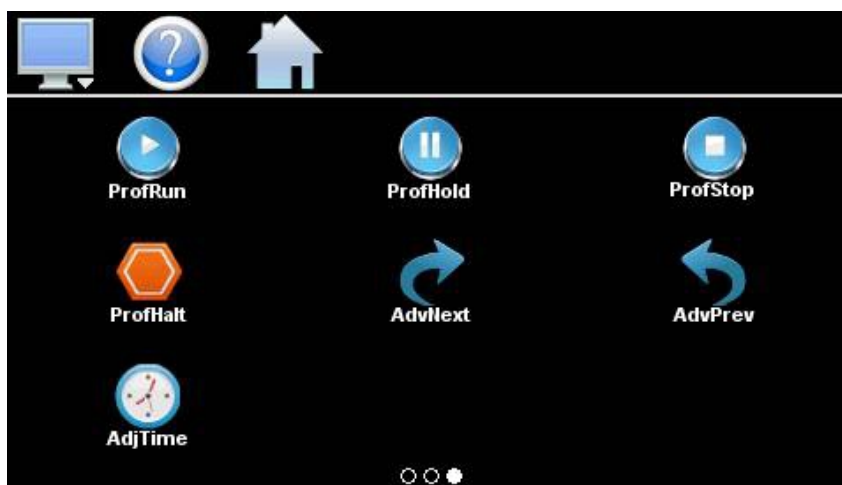 ?
ProfRun
ProfHold
ProfStop
ProfHalt
AdvNext
AdvPrev
AdjTime